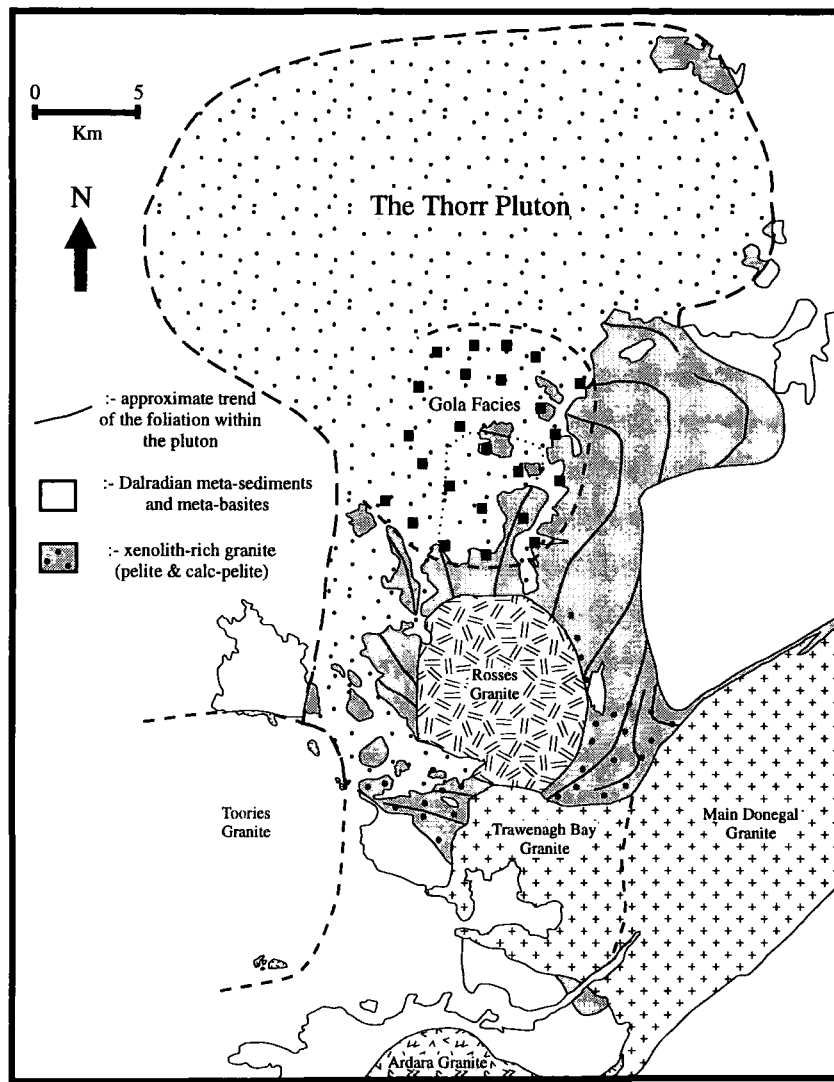 0 5
Km
N
The Thorr Pluton
:- approximate trend
of the foliation within
the pluton
Gola Facies
:- Dalradian meta-sediments
and meta-basites
:- xenolith-rich granite
(pelite & calc-pelite)
Rosses
Granite
Toories
Granite
Trawenagh Bay
Granite
Main Donegal
Granite
Ardara Granite